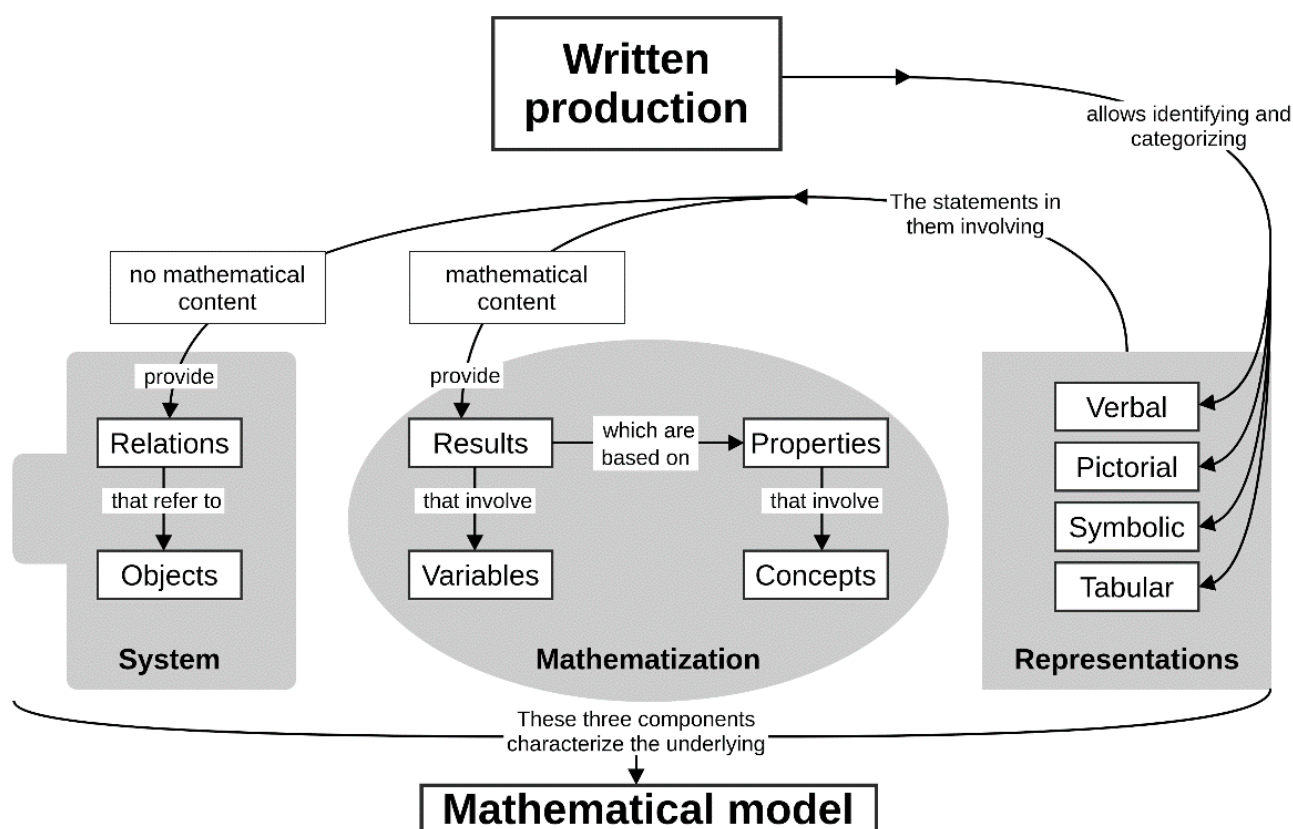 Written
production
allows identifying and
categorizing
The statements in
them involving
no mathematical
content
mathematical
content
provide
provide
Relations
Results
which are
based on
Properties
Verbal
Pictorial
Symbolic
Tabular
that refer to
that involve
that involve
Objects
Variables
Concepts
System
Mathematization
Representations
These three components
characterize the underlying
Mathematical model